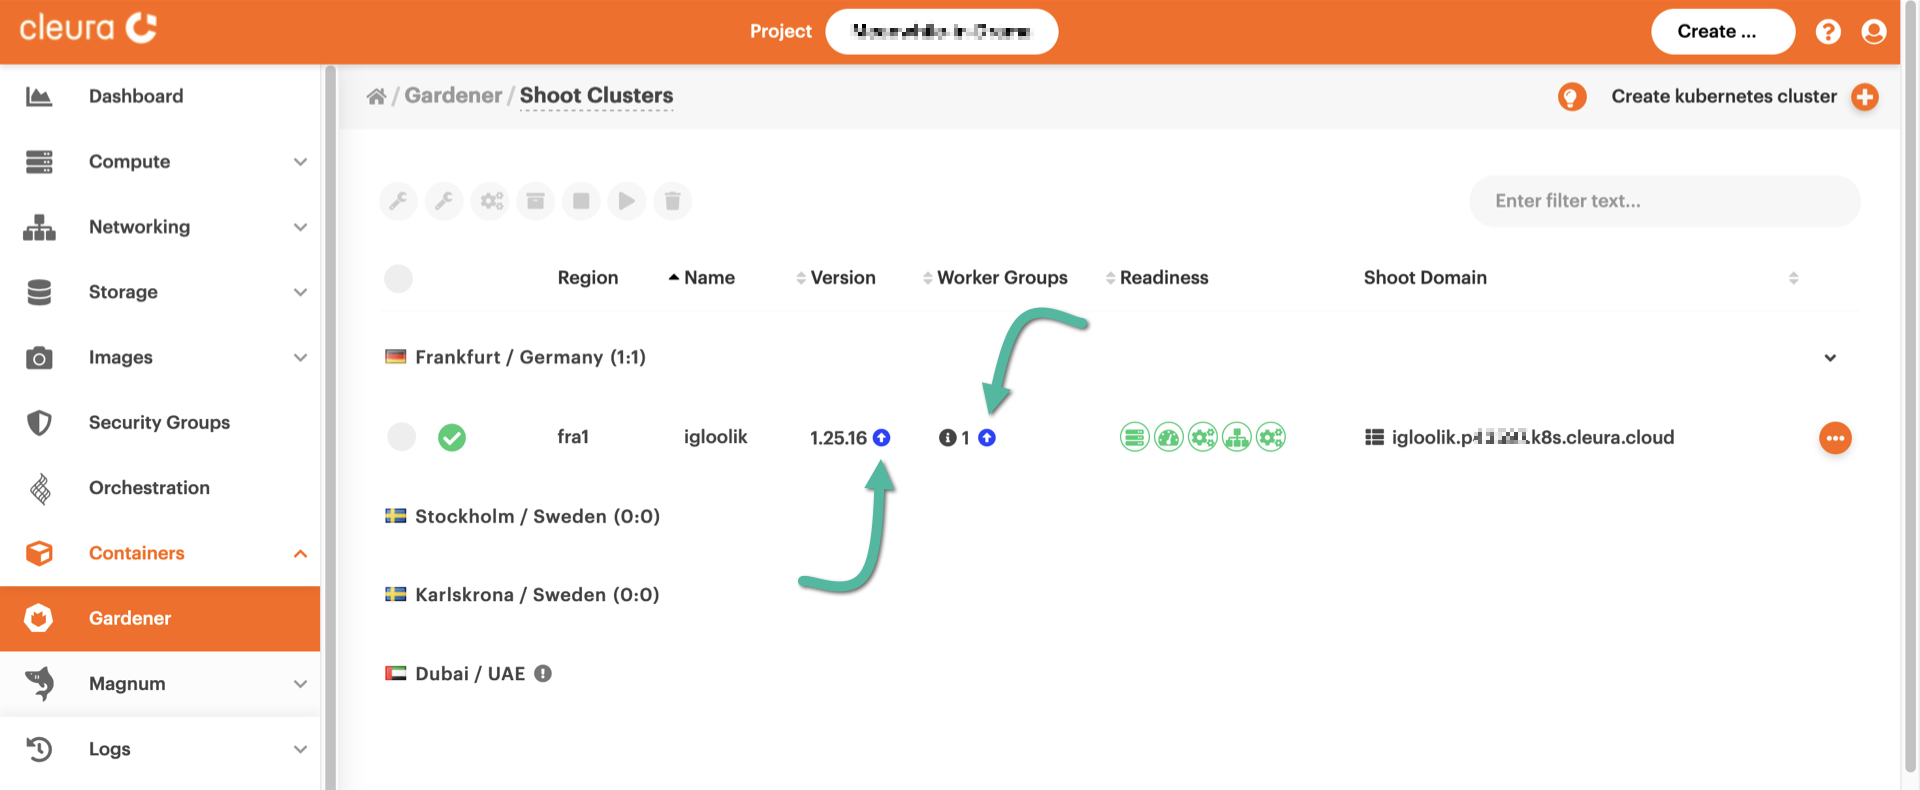 cleura
Project
Create ...
Dashboard
Compute
Networking
Storage
Images
Security Groups
Orchestration
Containers
Gardener
Magnum
Logs
/ Gardener / Shoot Clusters
Create kubernetes cluster
Enter filter text...
Region Name Version Worker Groups Readiness Shoot Domain
Frankfurt / Germany (1:1)
fra1 igloolik 1.25.16 1 igloolik.p .k8s.cleura.cloud
Stockholm / Sweden (0:0)
Karlskrona / Sweden (0:0)
Dubai / UAE